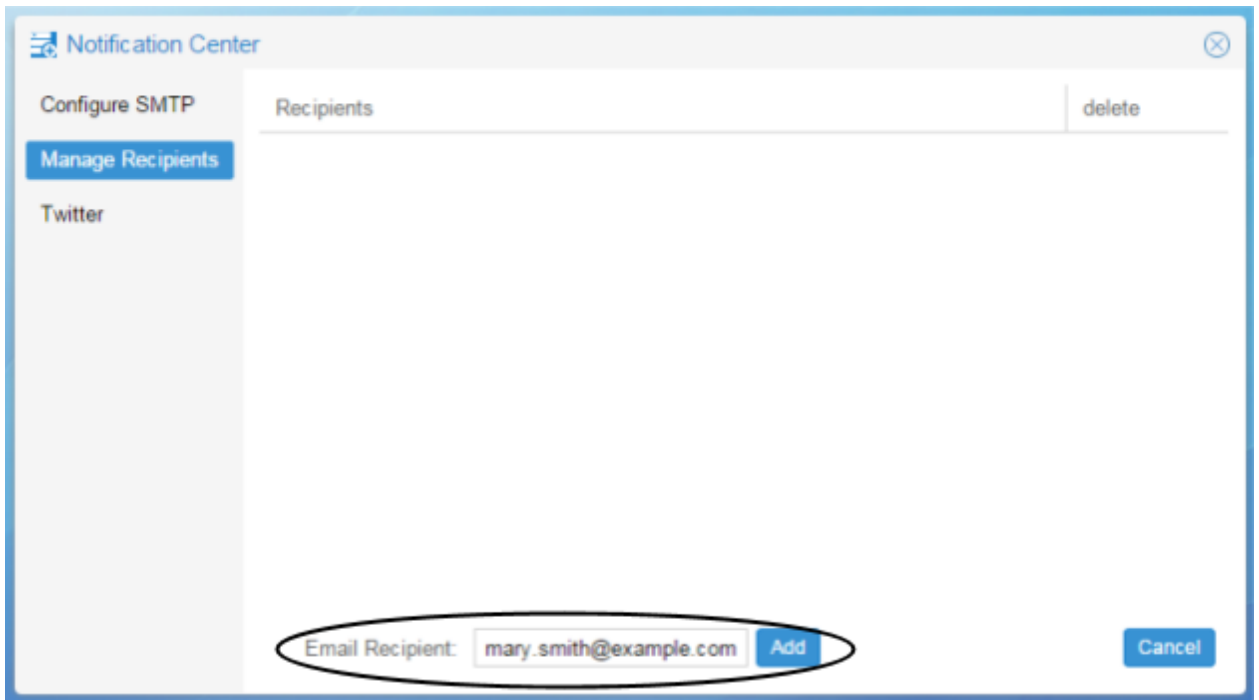 Notification Center
Configure SMTP
Recipients
delete
Manage Recipients
Twitter
Email Recipient:
mary.smith@example.com
Add
Cancel